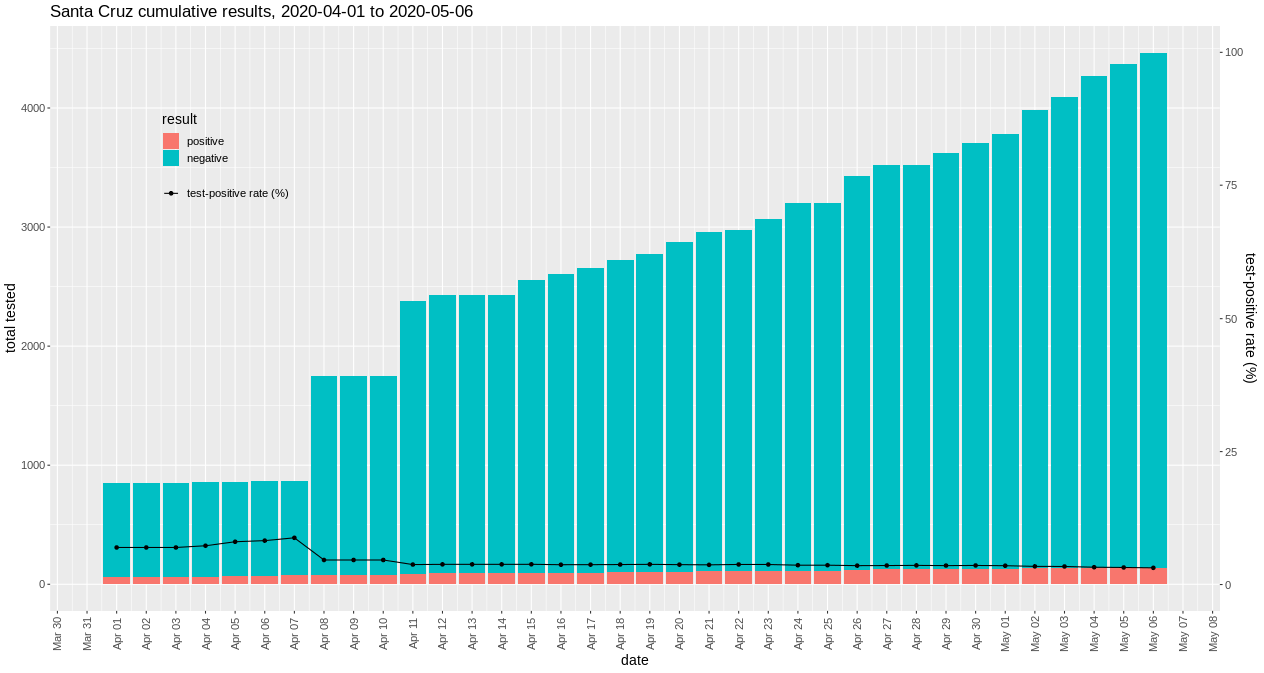 Santa Cruz cumulative results, 2020-04-01 to 2020-05-06
total tested
4000
3000
2000
1000
0
result
positive
negative
test-positive rate (%)
100
75
50
25
0
test-positive rate (%)
Mar 30
Mar 31
Apr 01
Apr 02
Apr 03
Apr 04
Apr 05
Apr 06
Apr 07
Apr 08
Apr 09
Apr 10
Apr 11
Apr 12
Apr 13
Apr 14
Apr 15
Apr 16
Apr 17
Apr 18
Apr 19
Apr 20
Apr 21
Apr 22
Apr 23
Apr 24
Apr 25
Apr 26
Apr 27
Apr 28
Apr 29
Apr 30
May 01
May 02
May 03
May 04
May 05
May 06
May 07
May 08
date